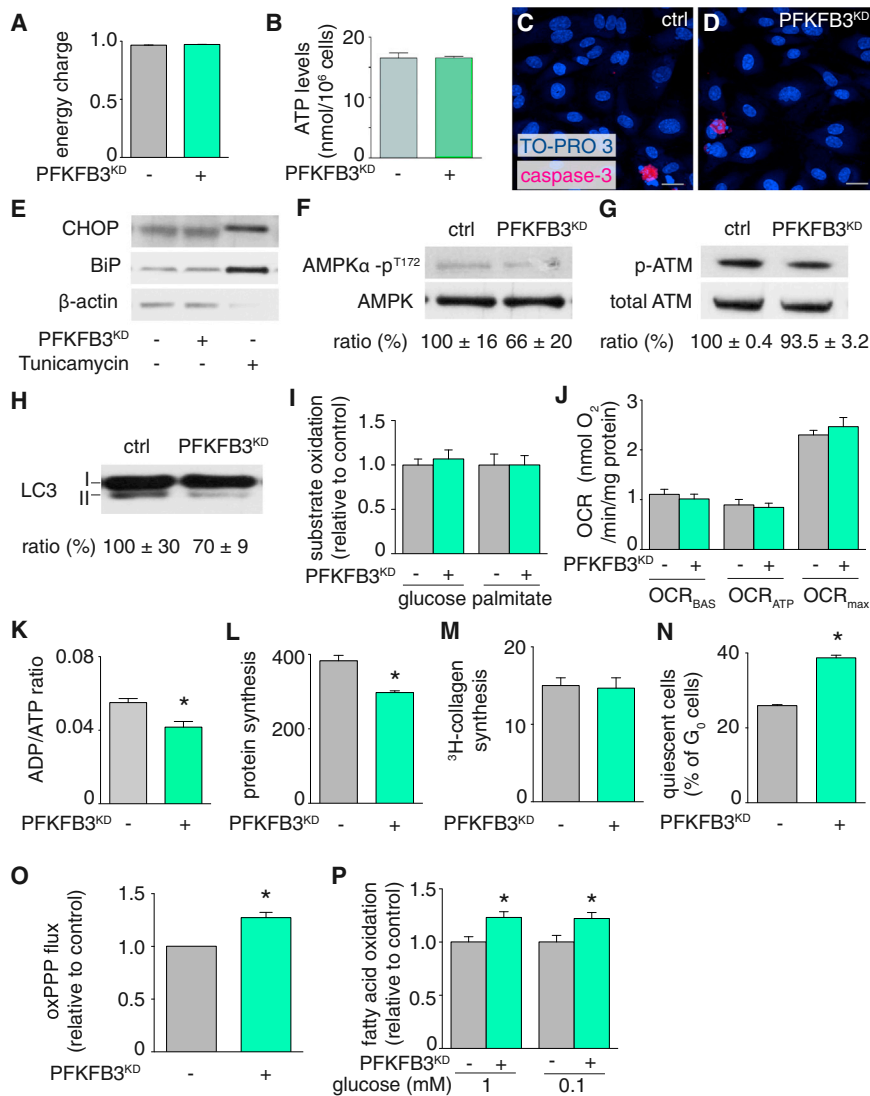 A
energy charge
1.0
0.5
0
PFKFB3KD - +
B
ATP levels
(nmol/10⁶ cells)
20
10
0
PFKFB3KD - +
C
ctrl
TO-PRO 3
caspase-3
D
PFKFB3KD
E
CHOP
BiP
β-actin
PFKFB3KD - + -
Tunicamycin - - +
F
ctrl PFKFB3KD
AMPKα -pT172
AMPK
ratio (%) 100 ± 16 66 ± 20
G
ctrl PFKFB3KD
p-ATM
total ATM
ratio (%) 100 ± 0.4 93.5 ± 3.2
H
ctrl PFKFB3KD
LC3
I
II
ratio (%) 100 ± 30 70 ± 9
I
substrate oxidation
(relative to control)
1.5
1.0
0.5
0
PFKFB3KD - + - +
glucose palmitate
J
OCR (nmol O2
/min/mg protein)
3
2
1
0
PFKFB3KD - + - + - +
OCRBAS OCRATP OCRmax
K
ADP/ATP ratio
0.08
0.04
0
*
PFKFB3KD - +
L
protein synthesis
400
200
0
*
PFKFB3KD - +
M
³H-collagen
synthesis
20
10
0
PFKFB3KD - +
N
quiescent cells
(% of G0 cells)
40
20
0
*
PFKFB3KD - +
O
oxPPP flux
(relative to control)
1.5
1.0
0.5
0
*
PFKFB3KD - +
P
fatty acid oxidation
(relative to control)
1.5
1.0
0.5
0
* *
PFKFB3KD - + - +
glucose (mM) 1 0.1